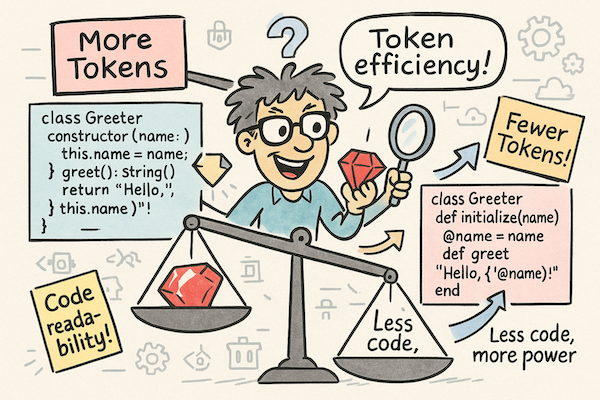 More
Tokens
Token
efficiency!
class Greeter
constructor (name: )
this.name = name;
} greet(): string()
return “Hello,",
} this.name )"!
}
Fewer
Tokens!
class Greeter
def initialize(name)
@name = name
def greet
"Hello, {'@name)!"
end
Code
reada-
bility!
Less
code,
Less code,
more power